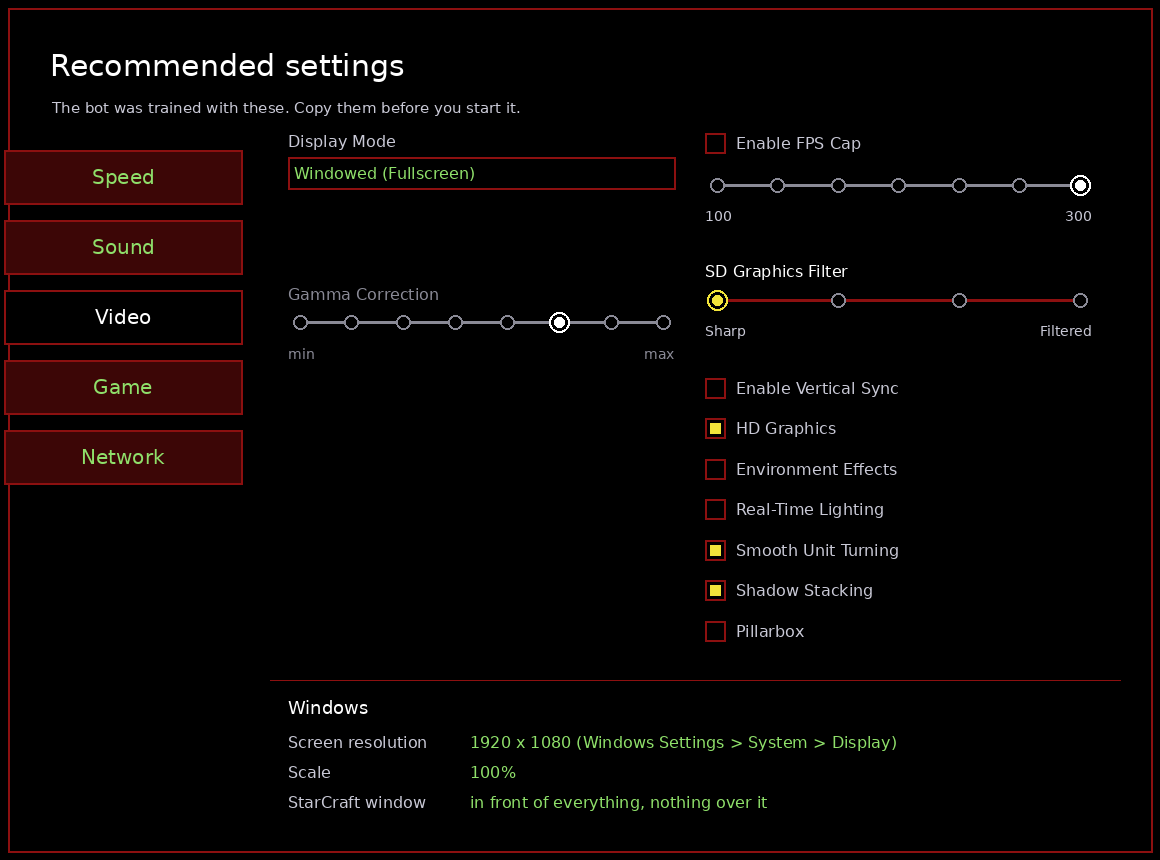 Recommended settings
The bot was trained with these. Copy them before you start it.
Speed
Sound
Video
Game
Network
Display Mode
Windowed (Fullscreen)
Gamma Correction
min max
Enable FPS Cap
100 300
SD Graphics Filter
Sharp Filtered
Enable Vertical Sync
HD Graphics
Environment Effects
Real-Time Lighting
Smooth Unit Turning
Shadow Stacking
Pillarbox
Windows
Screen resolution 1920 x 1080 (Windows Settings > System > Display)
Scale 100%
StarCraft window in front of everything, nothing over it